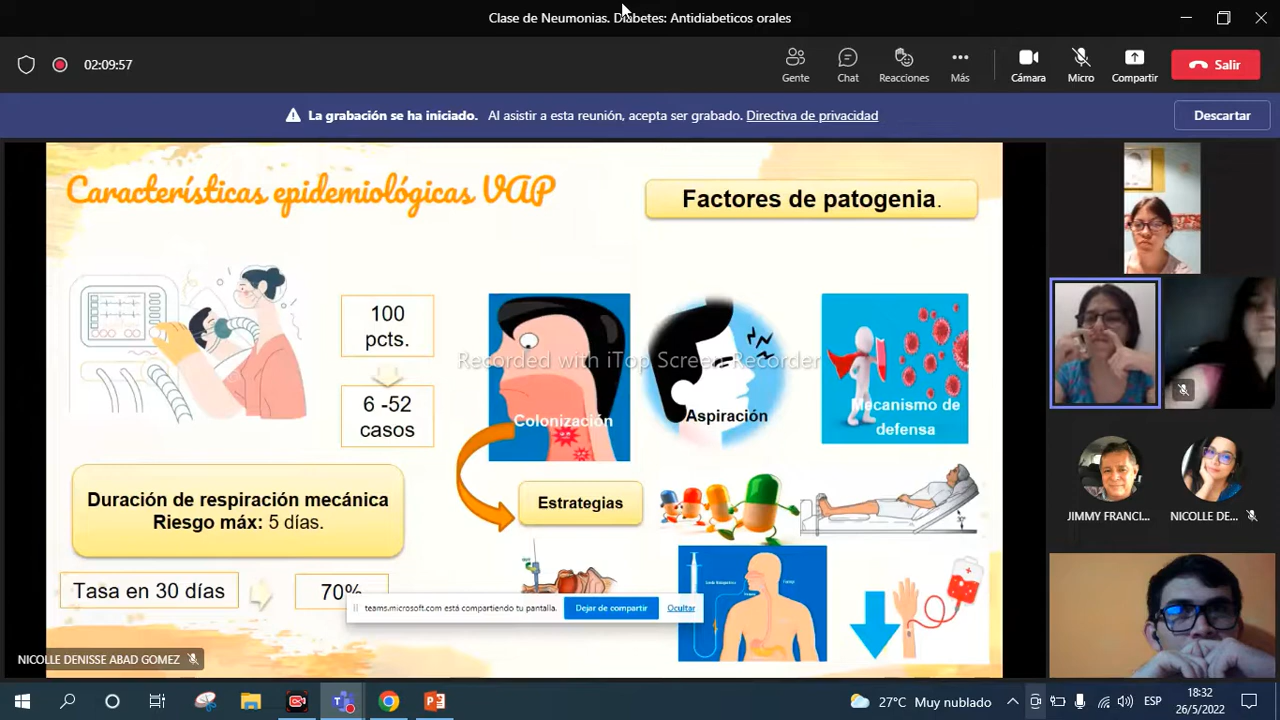 Clase de Neumonias. Diabetes: Antidiabeticos orales
02:09:57
Gente
Chat
Reacciones
Más
Cámara
Micro
Compartir
Salir
La grabación se ha iniciado. Al asistir a esta reunión, acepta ser grabado. Directiva de privacidad
Descartar
Características epidemiológicas VAP
Factores de patogenia.
100
pcts.
6 -52
casos
Recorded with iTop Screen Recorder
Colonización
Aspiración
Mecanismo de
defensa
Duración de respiración mecánica
Riesgo máx: 5 días.
Estrategias
Tasa en 30 días
70%
teams.microsoft.com está compartiendo tu pantalla.
Dejar de compartir
Ocultar
NICOLLE DENISSE ABAD GOMEZ
JIMMY FRANCI...
NICOLLE DE...
27°C Muy nublado
ESP
18:32
26/5/2022